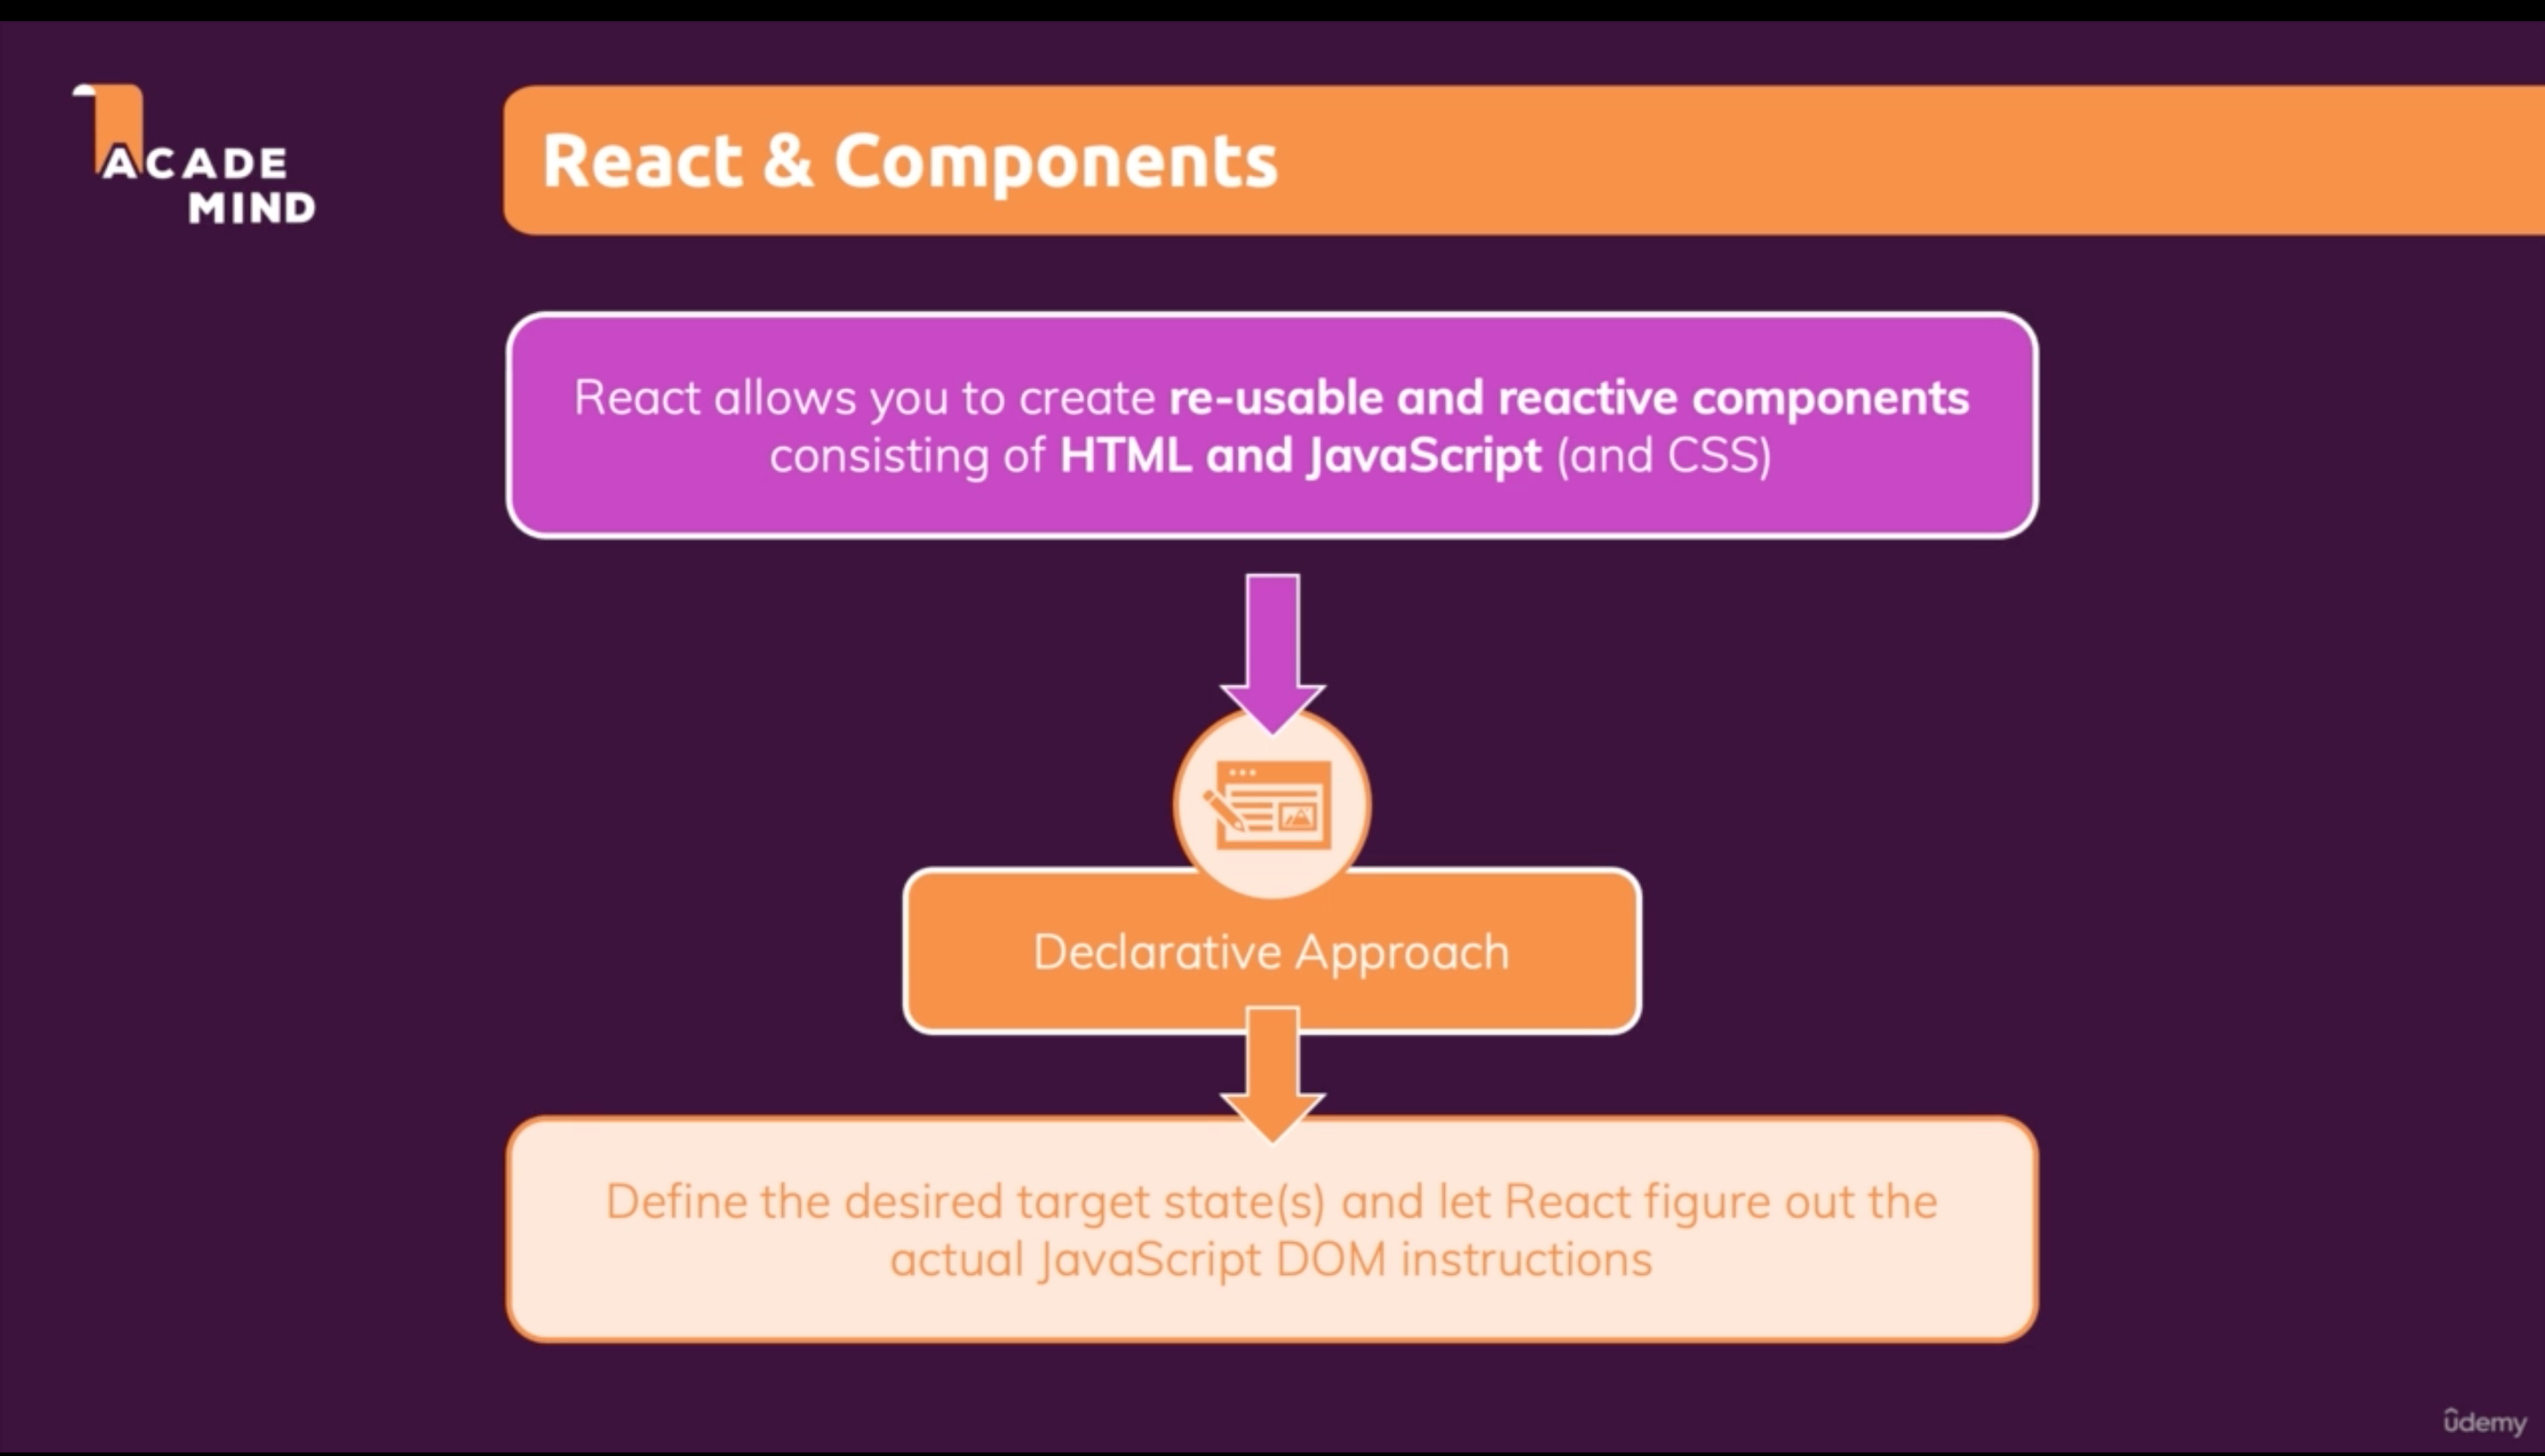 ACADE
MIND
React & Components
React allows you to create re-usable and reactive components
consisting of HTML and JavaScript (and CSS)
Declarative Approach
Define the desired target state(s) and let React figure out the
actual JavaScript DOM instructions
ûdemy